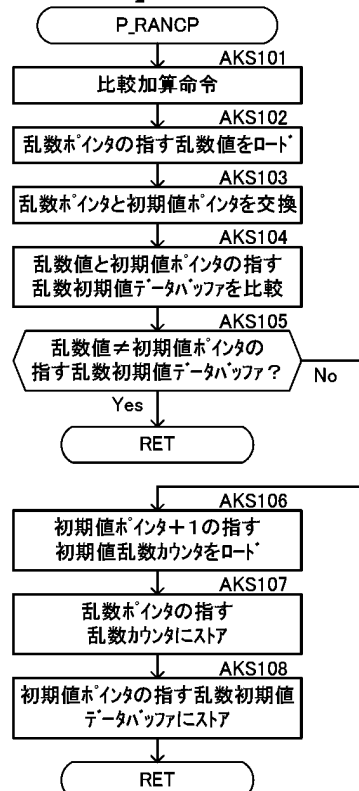 P_RANCP
AKS101
比較加算命令
AKS102
乱数ﾎﾟｲﾝﾀの指す乱数値をﾛｰﾄﾞ
AKS103
乱数ﾎﾟｲﾝﾀと初期値ﾎﾟｲﾝﾀを交換
AKS104
乱数値と初期値ﾎﾟｲﾝﾀの指す
乱数初期値ﾃﾞｰﾀﾊﾞｯﾌｧを比較
AKS105
乱数値≠初期値ﾎﾟｲﾝﾀの
指す乱数初期値ﾃﾞｰﾀﾊﾞｯﾌｧ？
No
Yes
RET
AKS106
初期値ﾎﾟｲﾝﾀ＋１の指す
初期値乱数ｶｳﾝﾀをﾛｰﾄﾞ
AKS107
乱数ﾎﾟｲﾝﾀの指す
乱数ｶｳﾝﾀにｽﾄｱ
AKS108
初期値ﾎﾟｲﾝﾀの指す乱数初期値
ﾃﾞｰﾀﾊﾞｯﾌｧにｽﾄｱ
RET